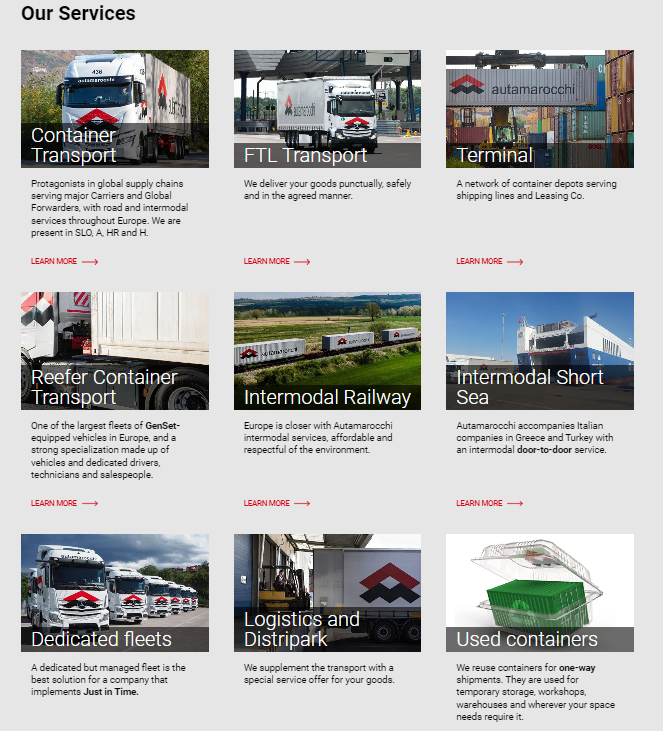 Our Services
436
autamarocchi
autamarocchi
Container
Transport
Protagonists in global supply chains
serving major Carriers and Global
Forwarders, with road and intermodal
services throughout Europe. We are
present in SLO, A, HR and H.
LEARN MORE
autamarocchi
FTL Transport
We deliver your goods punctually, safely
and in the agreed manner.
LEARN MORE
autamarocchi
Terminal
A network of container depots serving
shipping lines and Leasing Co.
LEARN MORE
Reefer Container
Transport
One of the largest fleets of GenSet-
equipped vehicles in Europe, and a
strong specialization made up of
vehicles and dedicated drivers,
technicians and salespeople.
LEARN MORE
autamarocchi
autamarocchi
Intermodal Railway
Europe is closer with Autamarocchi
intermodal services, affordable and
respectful of the environment.
LEARN MORE
Intermodal Short
Sea
Autamarocchi accompanies Italian
companies in Greece and Turkey with
an intermodal door-to-door service.
LEARN MORE
autamarocchi
Dedicated fleets
A dedicated but managed fleet is the
best solution for a company that
implements Just in Time.
Logistics and
Distripark
We supplement the transport with a
special service offer for your goods.
Used containers
We reuse containers for one-way
shipments. They are used for
temporary storage, workshops,
warehouses and wherever your space
needs require it.